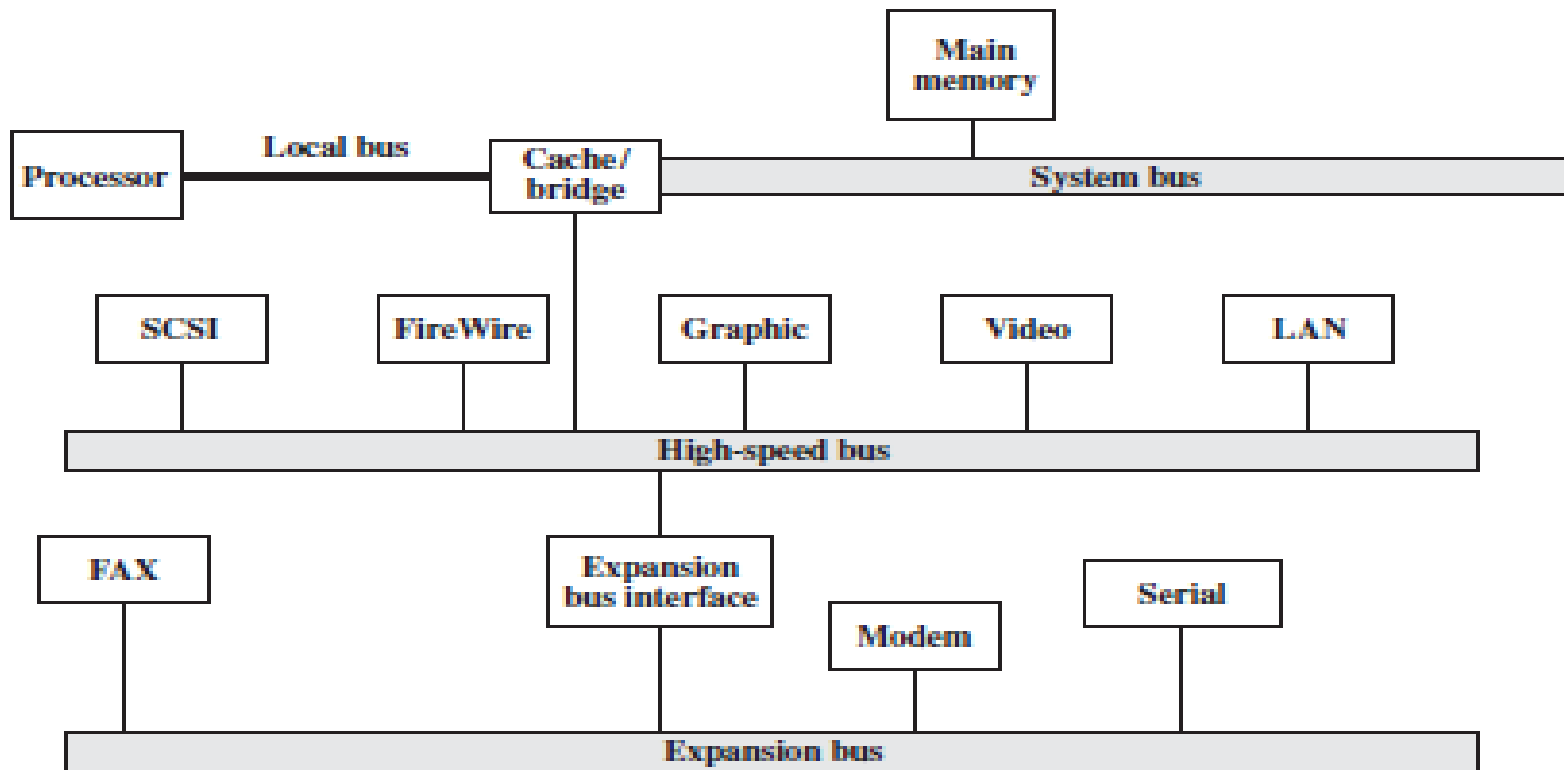 Main
memory
Local bus
Processor
Cache/
bridge
System bus
SCSI
FireWire
Graphic
Video
LAN
High-speed bus
FAX
Expansion
bus interface
Serial
Modem
Expansion bus